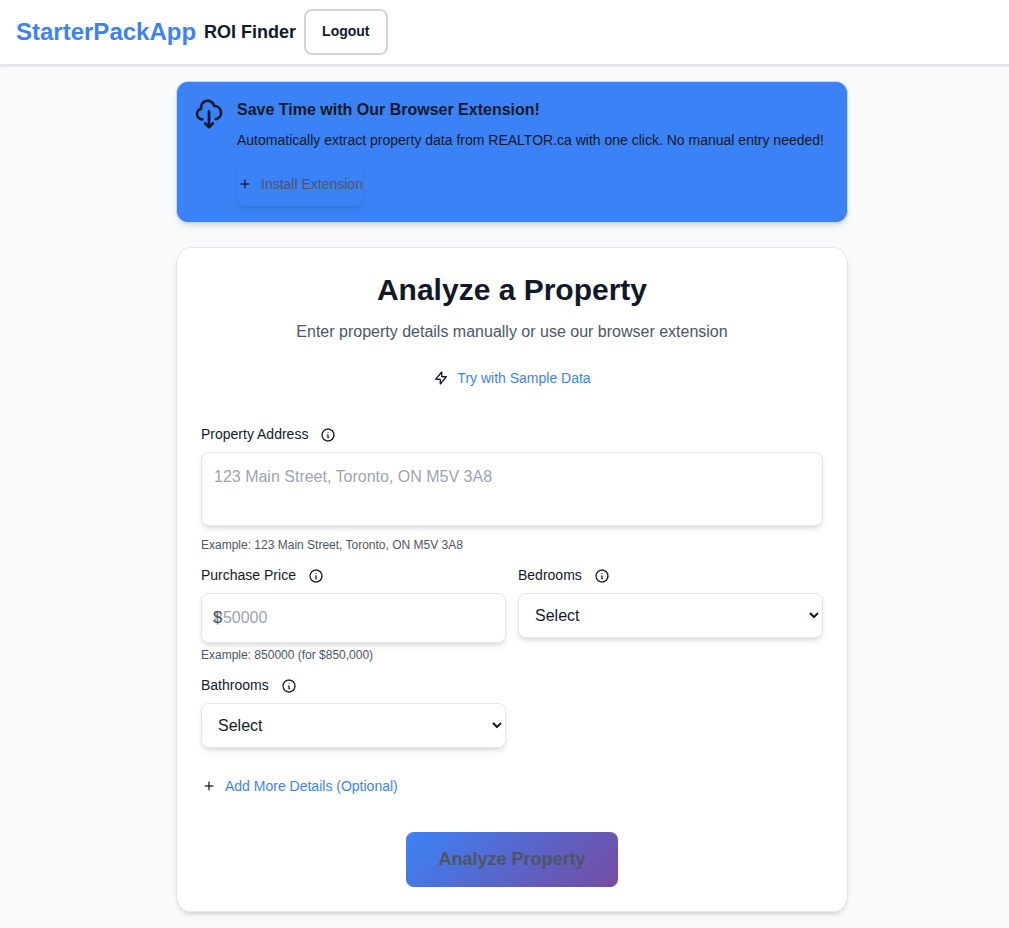 StarterPackApp ROI Finder Logout
Save Time with Our Browser Extension!
Automatically extract property data from REALTOR.ca with one click. No manual entry needed!
Install Extension
Analyze a Property
Enter property details manually or use our browser extension
Try with Sample Data
Property Address
123 Main Street, Toronto, ON M5V 3A8
Example: 123 Main Street, Toronto, ON M5V 3A8
Purchase Price Bedrooms
$50000 Select
Example: 850000 (for $850,000)
Bathrooms
Select
Add More Details (Optional)
Analyze Property